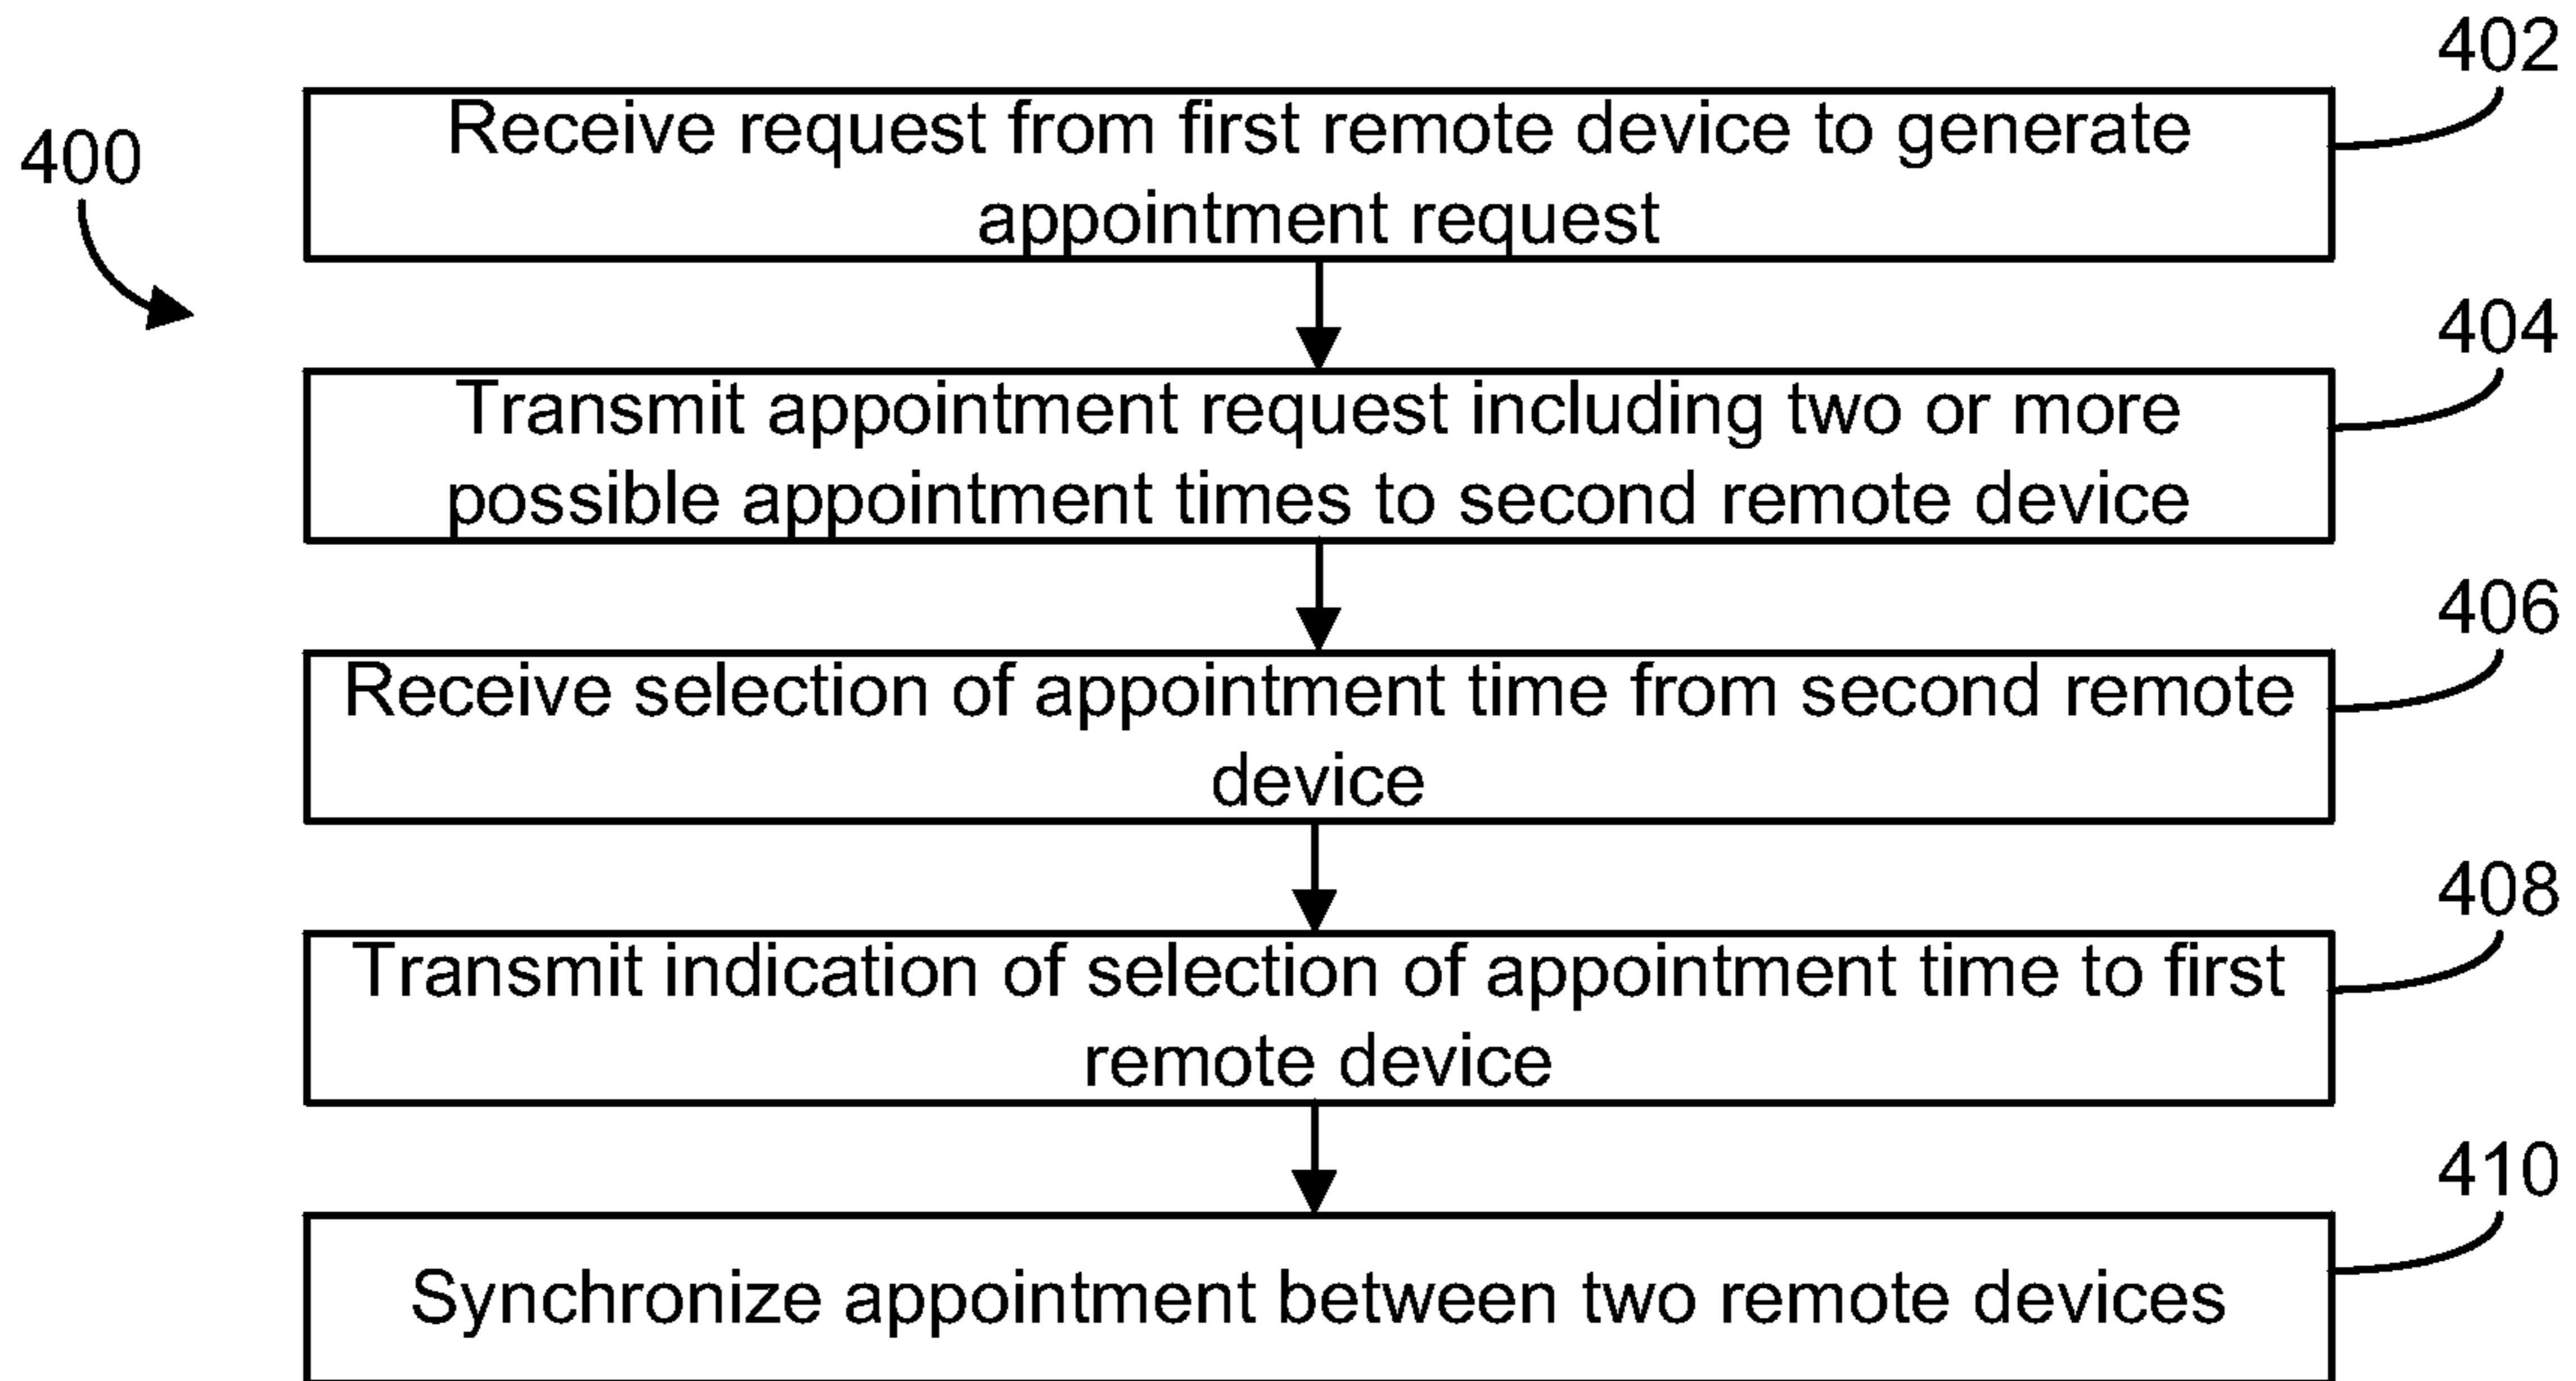 402
Receive request from first remote device to generate
appointment request
400
404
Transmit appointment request including two or more
possible appointment times to second remote device
406
Receive selection of appointment time from second remote
device
408
Transmit indication of selection of appointment time to first
remote device
410
Synchronize appointment between two remote devices